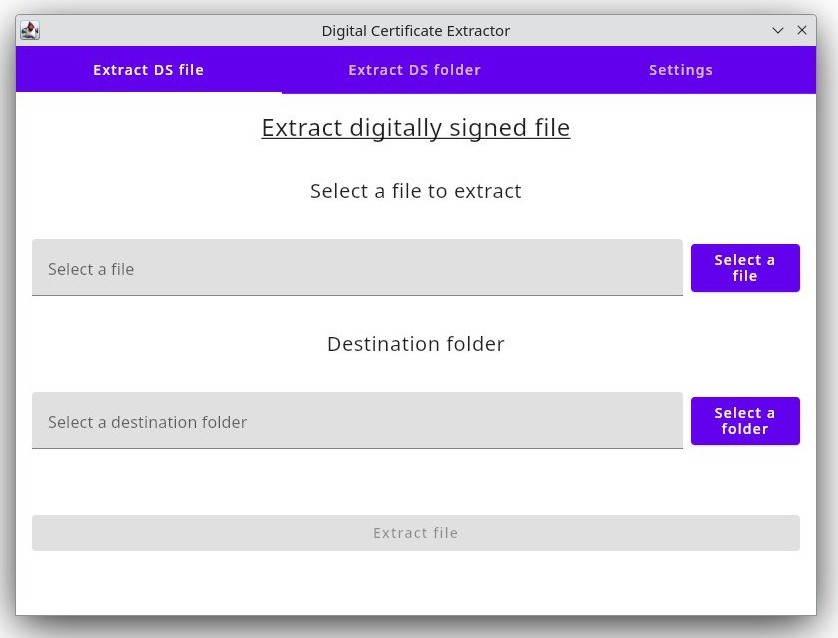 Digital Certificate Extractor
Extract DS file
Extract DS folder
Settings
Extract digitally signed file
Select a file to extract
Select a file
Select a
file
Destination folder
Select a destination folder
Select a
folder
Extract file